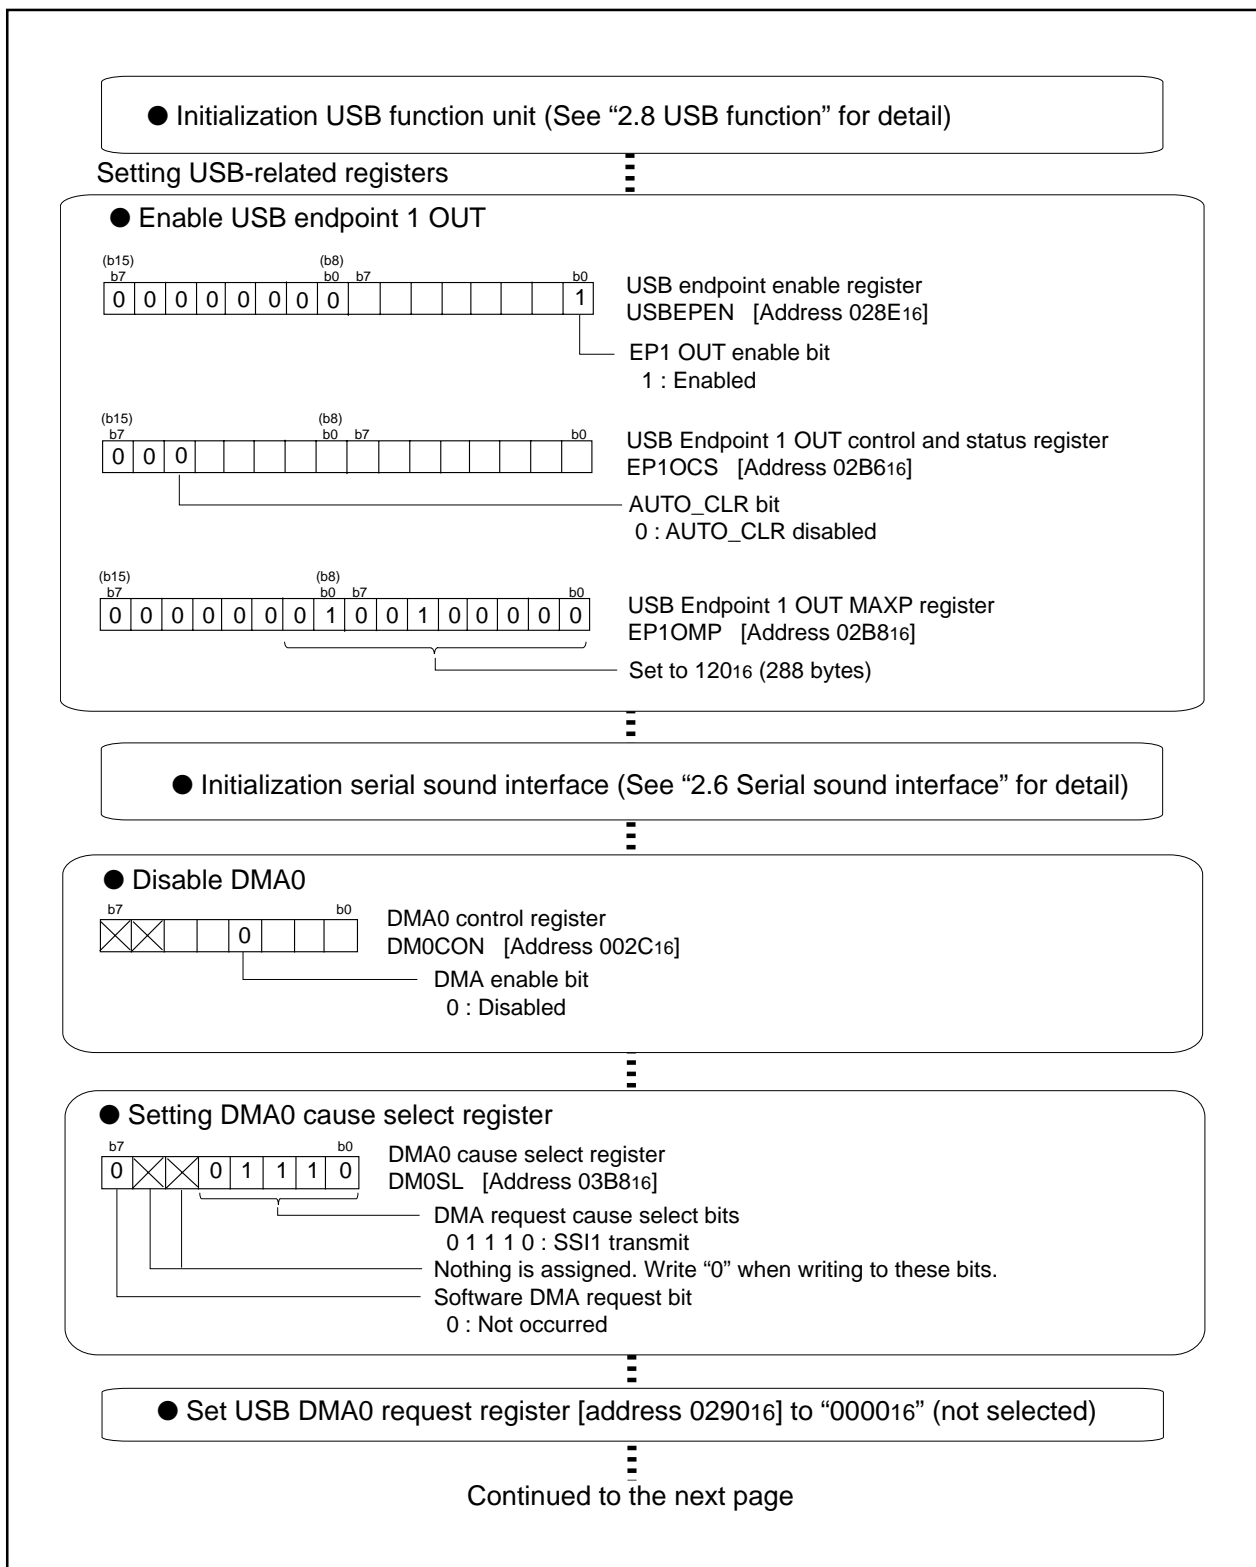 ● Initialization USB function unit (See “2.8 USB function” for detail)
Setting USB-related registers
● Enable USB endpoint 1 OUT
(b15) (b8)
b7 b0 b7 b0
0 0 0 0 0 0 0 0 1
USB endpoint enable register
USBEPEN [Address 028E16]
EP1 OUT enable bit
1 : Enabled
(b15) (b8)
b7 b0 b7 b0
0 0 0
USB Endpoint 1 OUT control and status register
EP1OCS [Address 02B616]
AUTO_CLR bit
0 : AUTO_CLR disabled
(b15) (b8)
b7 b0 b7 b0
0 0 0 0 0 0 0 1 0 0 1 0 0 0 0 0
USB Endpoint 1 OUT MAXP register
EP1OMP [Address 02B816]
Set to 12016 (288 bytes)
● Initialization serial sound interface (See “2.6 Serial sound interface” for detail)
● Disable DMA0
b7 b0
0
DMA0 control register
DM0CON [Address 002C16]
DMA enable bit
0 : Disabled
● Setting DMA0 cause select register
b7 b0
0 0 1 1 1 0
DMA0 cause select register
DM0SL [Address 03B816]
DMA request cause select bits
0 1 1 1 0 : SSI1 transmit
Nothing is assigned. Write “0” when writing to these bits.
Software DMA request bit
0 : Not occurred
● Set USB DMA0 request register [address 029016] to “000016” (not selected)
Continued to the next page